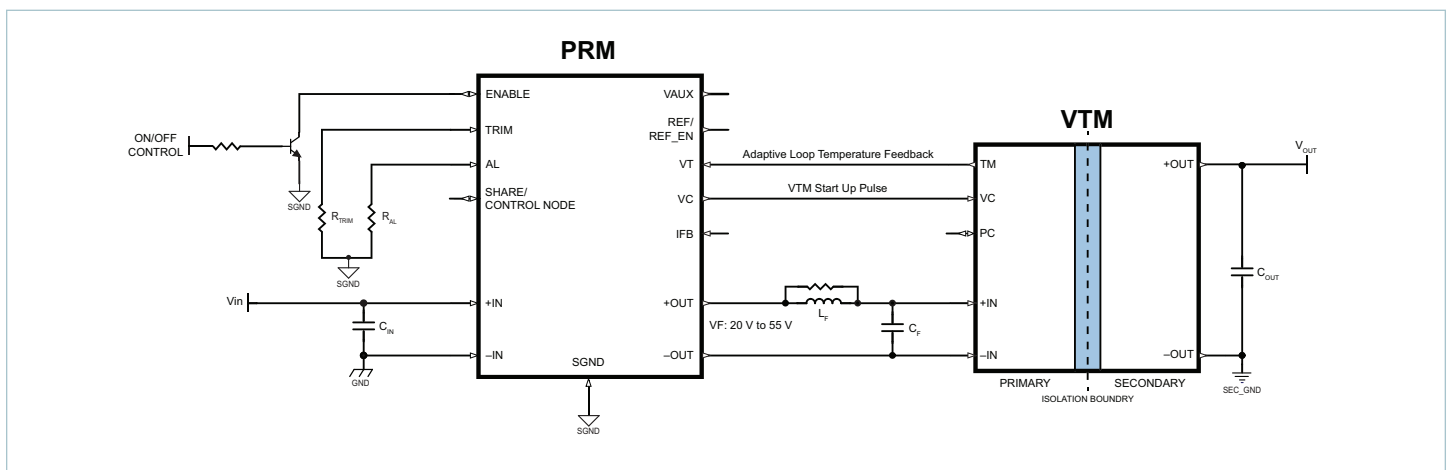 PRM
VTM
ON/OFF
CONTROL
SGND
ENABLE
TRIM
AL
SHARE/
CONTROL NODE
R_TRIM
R_AL
SGND
Vin
C_IN
GND
+IN
–IN
SGND
SGND
VAUX
REF/
REF_EN
VT
VC
IFB
+OUT
–OUT
Adaptive Loop Temperature Feedback
VTM Start Up Pulse
VF: 20 V to 55 V
L_F
C_F
TM
VC
PC
+IN
–IN
PRIMARY
SECONDARY
ISOLATION BOUNDRY
+OUT
–OUT
V_OUT
C_OUT
SEC_GND